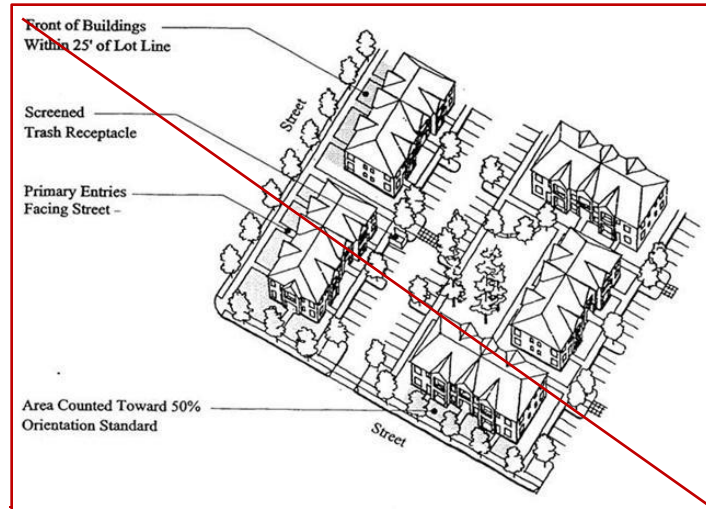 Front of Buildings
Within 25' of Lot Line
Street
Screened
Trash Receptacle
Primary Entries
Facing Street –
Area Counted Toward 50%
Orientation Standard
Street